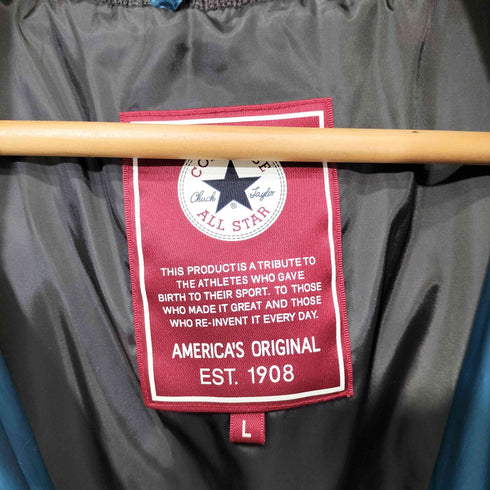 Chuck Taylor
®
ALL STAR
THIS PRODUCT IS A TRIBUTE TO
THE ATHLETES WHO GAVE
BIRTH TO THEIR SPORT. TO THOSE
WHO MADE IT GREAT AND THOSE
WHO RE-INVENT IT EVERY DAY.
AMERICA'S ORIGINAL
EST. 1908
L